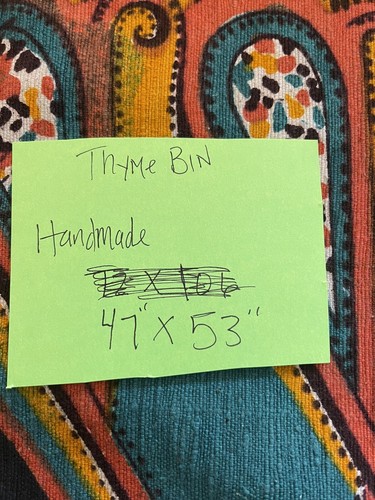 Thyme Bin
Handmade
47" x 53"